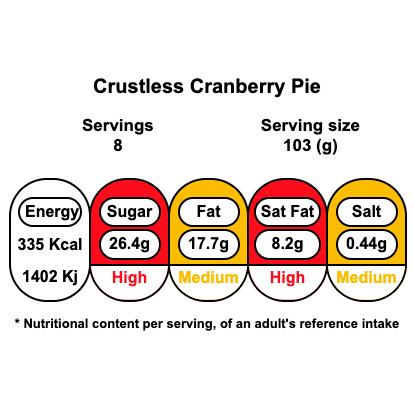 Crustless Cranberry Pie
Servings
8
Serving size
103 (g)
Energy Sugar Fat Sat Fat Salt
335 Kcal 26.4g 17.7g 8.2g 0.44g
1402 Kj High Medium High Medium
* Nutritional content per serving, of an adult's reference intake